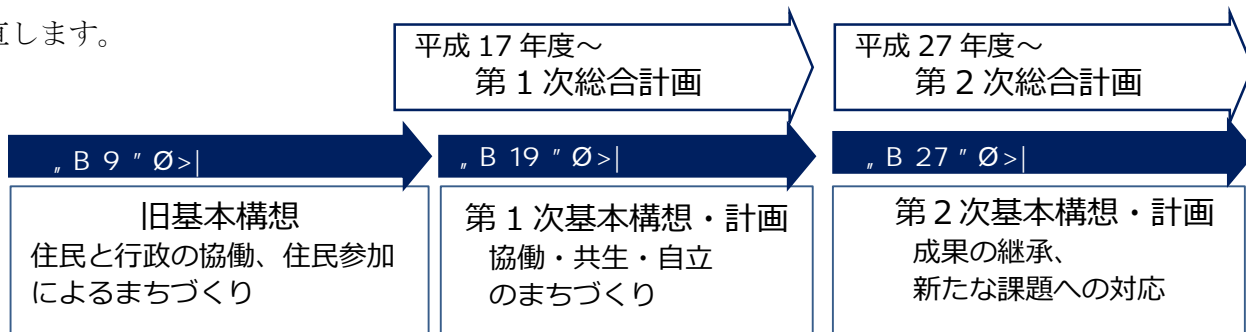 直します。
平成 17 年度～
第 1 次総合計画
平成 27 年度～
第 2 次総合計画
„ B 9 " Ø>|
„ B 19 " Ø>|
„ B 27 " Ø>|
旧基本構想
住民と行政の協働、住民参加
によるまちづくり
第 1 次基本構想・計画
協働・共生・自立
のまちづくり
第２次基本構想・計画
成果の継承、
新たな課題への対応